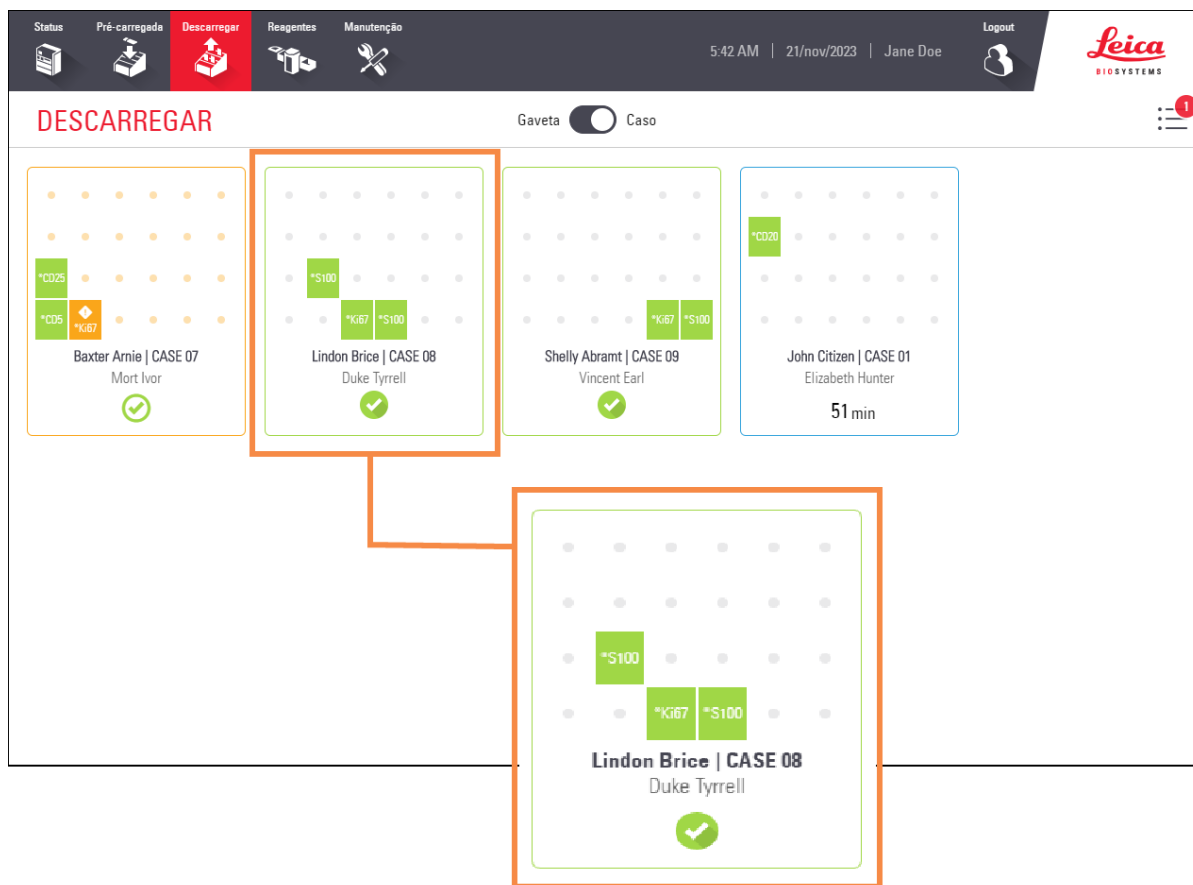 Status Pré-carregada Descarregar Reagentes Manutenção
5:42 AM | 21/nov/2023 | Jane Doe
Logout
Leica
BIOSYSTEMS
DESCARREGAR
Gaveta Caso
1
*CD25
*CD5 *Ki67
Baxter Arnie | CASE 07
Mort Ivor
*S100
*Ki67 *S100
Lindon Brice | CASE 08
Duke Tyrrell
*Ki67 *S100
Shelly Abramt | CASE 09
Vincent Earl
*CD20
John Citizen | CASE 01
Elizabeth Hunter
51 min
*S100
*Ki67 *S100
Lindon Brice | CASE 08
Duke Tyrrell